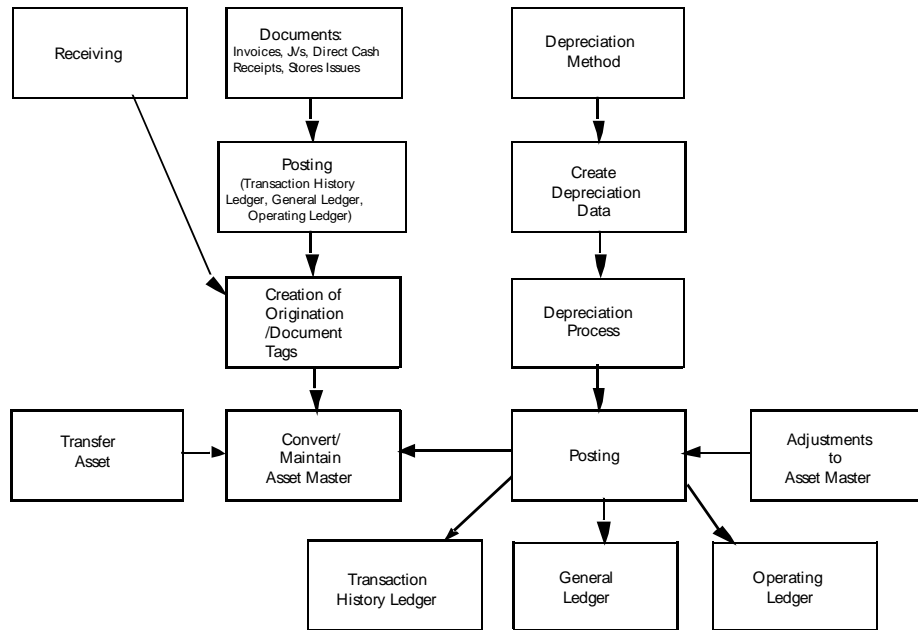 Receiving
Documents:
Invoices, JVs, Direct Cash
Receipts, Stores Issues
Depreciation
Method
Posting
(Transaction History
Ledger, General Ledger,
Operating Ledger)
Create
Depreciation
Data
Creation of
Origination
/Document
Tags
Depreciation
Process
Transfer
Asset
Convert/
Maintain
Asset Master
Posting
Adjustments
to
Asset Master
Transaction
History Ledger
General
Ledger
Operating
Ledger